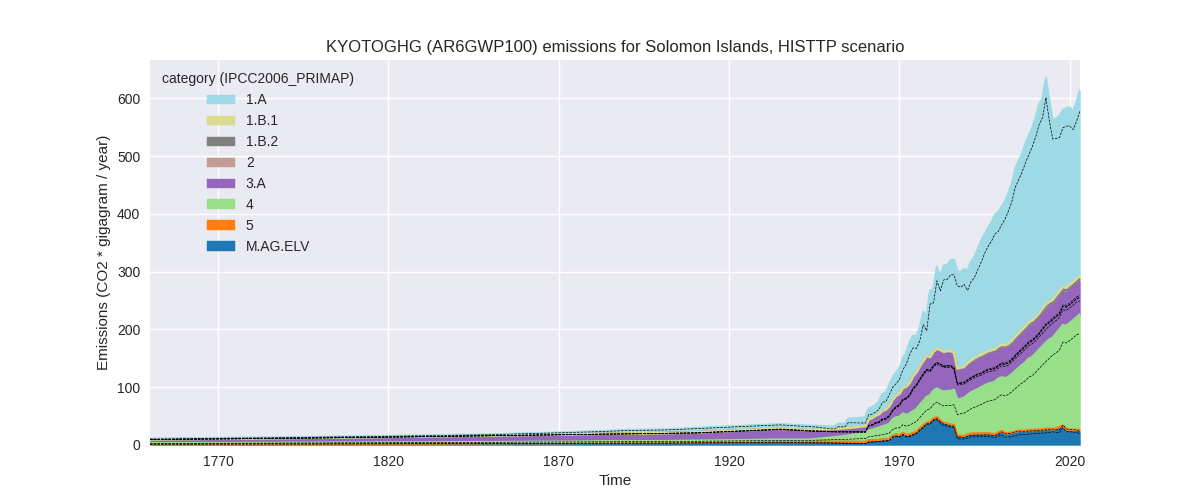 KYOTOGHG (AR6GWP100) emissions for Solomon Islands, HISTTP scenario
category (IPCC2006_PRIMAP)
1.A
1.B.1
1.B.2
2
3.A
4
5
M.AG.ELV
Emissions (CO2 * gigagram / year)
600
500
400
300
200
100
0
1770
1820
1870
1920
1970
2020
Time